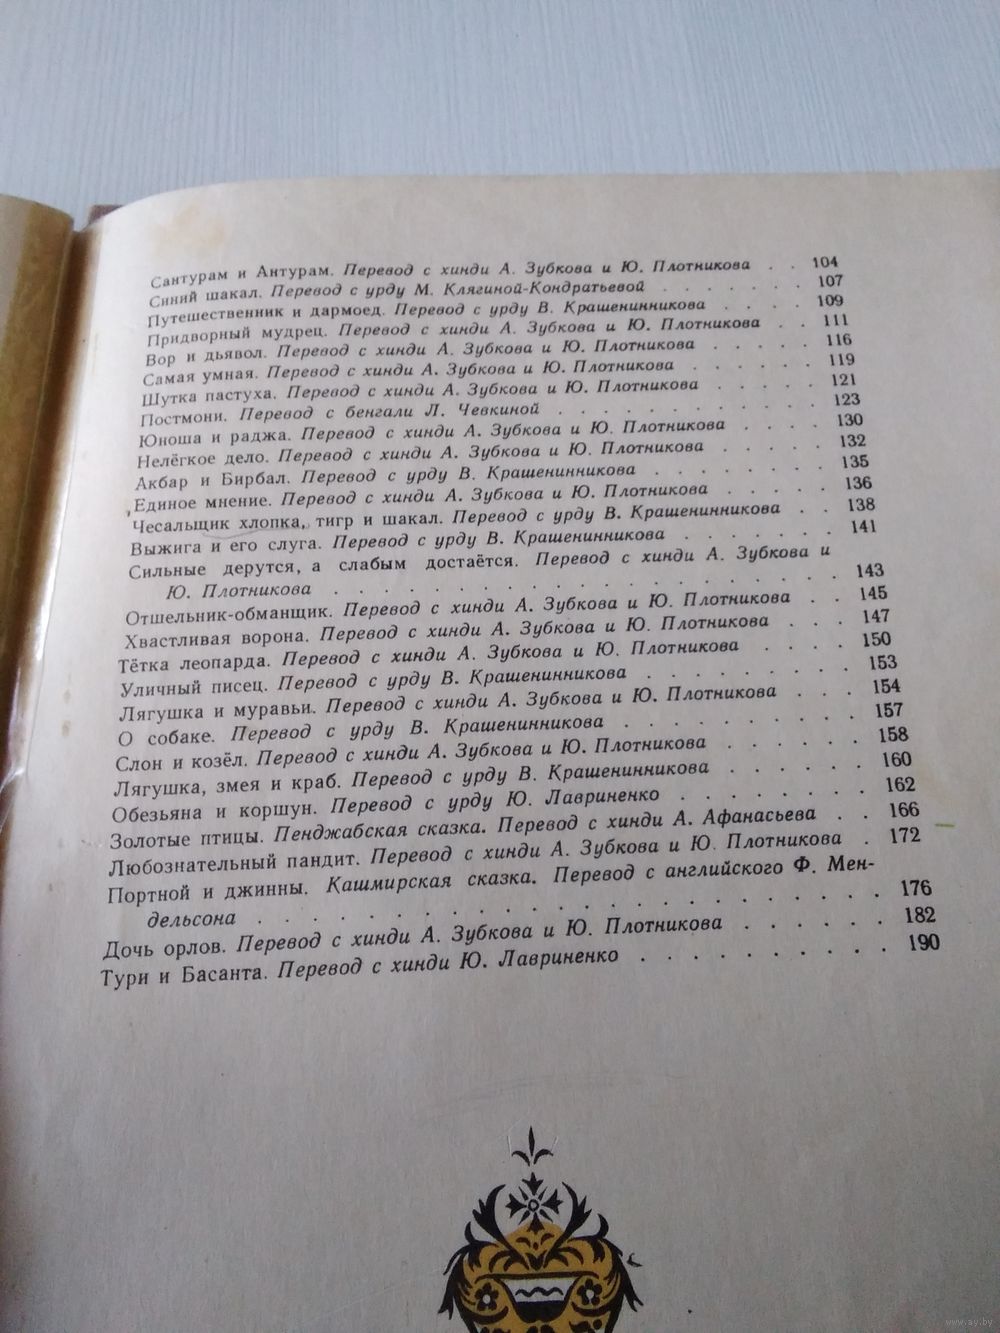 Сантурам и Антурам. Перевод с хинди А. Зубкова и Ю. Плотникова . . 104
Синий шакал. Перевод с урду М. Клягиной-Кондратьевой . . . . . . . 107
Путешественник и дармоед. Перевод с урду В. Крашенинникова . . . . 109
Придворный мудрец. Перевод с хинди А. Зубкова и Ю. Плотникова . . 111
Вор и дьявол. Перевод с хинди А. Зубкова и Ю. Плотникова . . . . . 116
Самая умная. Перевод с хинди А. Зубкова и Ю. Плотникова . . . . . . 119
Шутка пастуха. Перевод с хинди А. Зубкова и Ю. Плотникова . . . . . 121
Постмони. Перевод с бенгали Л. Чевкиной . . . . . . . . . . . 123
Юноша и раджа. Перевод с хинди А. Зубкова и Ю. Плотникова . . . . 130
Нелёгкое дело. Перевод с хинди А. Зубкова и Ю. Плотникова . . . . . 132
Акбар и Бирбал. Перевод с урду В. Крашенинникова . . . . . . . . 135
Единое мнение. Перевод с хинди А. Зубкова и Ю. Плотникова . . . . . 136
Чесальщик хлопка, тигр и шакал. Перевод с урду В. Крашенинникова . . 138
Выжига и его слуга. Перевод с урду В. Крашенинникова . . . . . . . 141
Сильные дерутся, а слабым достаётся. Перевод с хинди А. Зубкова и
Ю. Плотникова . . . . . . . . . . . . . . . . . . . 143
Отшельник-обманщик. Перевод с хинди А. Зубкова и Ю. Плотникова . . 145
Хвастливая ворона. Перевод с хинди А. Зубкова и Ю. Плотникова . . . 147
Тётка леопарда. Перевод с хинди А. Зубкова и Ю. Плотникова . . . . 150
Уличный писец. Перевод с урду В. Крашенинникова . . . . . . . . . 153
Лягушка и муравьи. Перевод с хинди А. Зубкова и Ю. Плотникова . . . 154
О собаке. Перевод с урду В. Крашенинникова . . . . . . . . . . 157
Слон и козёл. Перевод с хинди А. Зубкова и Ю. Плотникова . . . . . . 158
Лягушка, змея и краб. Перевод с урду В. Крашенинникова . . . . . . 160
Обезьяна и коршун. Перевод с урду Ю. Лавриненко . . . . . . . . 162
Золотые птицы. Пенджабская сказка. Перевод с хинди А. Афанасьева . . 166
Любознательный пандит. Перевод с хинди А. Зубкова и Ю. Плотникова . 172
Портной и джинны. Кашмирская сказка. Перевод с английского Ф. Мен-
дельсона . . . . . . . . . . . . . . . . . . . . . . 176
Дочь орлов. Перевод с хинди А. Зубкова и Ю. Плотникова . . . . . . 182
Тури и Басанта. Перевод с хинди Ю. Лавриненко . . . . . . . . . . 190
www.ay.by